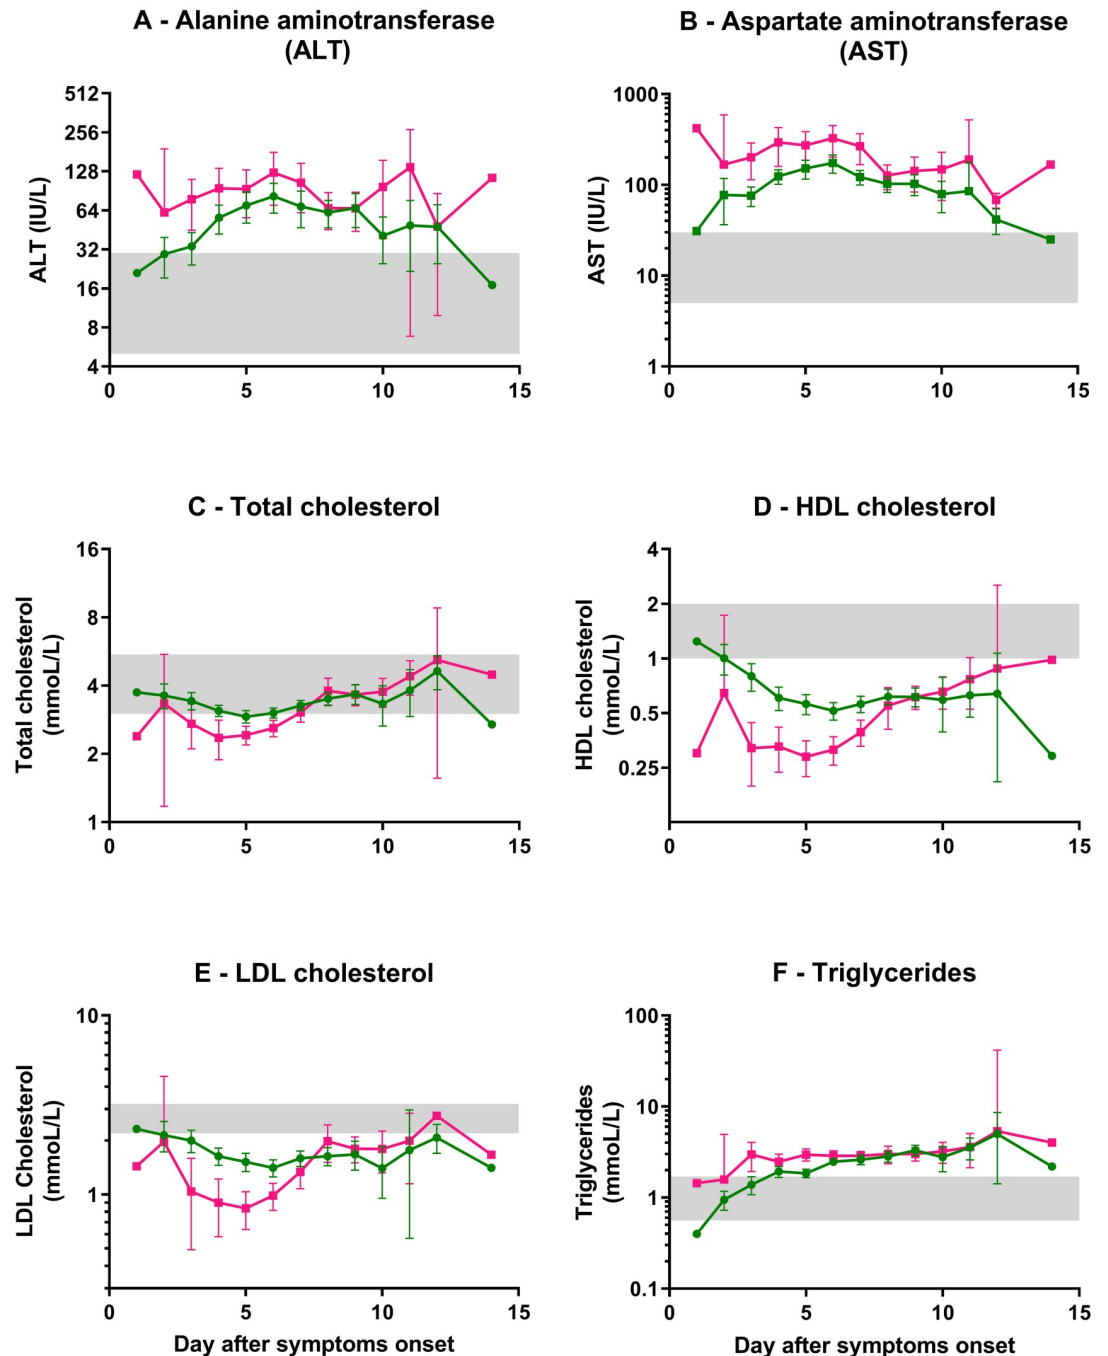 A - Alanine aminotransferase
(ALT)
ALT (IU/L)
512
256
128
64
32
16
8
4
0
5
10
15
B - Aspartate aminotransferase
(AST)
AST (IU/L)
1000
100
10
1
0
5
10
15
C - Total cholesterol
Total cholesterol
(mmoL/L)
16
8
4
2
1
0
5
10
15
D - HDL cholesterol
HDL cholesterol
(mmoL/L)
4
2
1
0.5
0.25
0
5
10
15
E - LDL cholesterol
LDL Cholesterol
(mmoL/L)
10
1
0
5
10
15
Day after symptoms onset
F - Triglycerides
Triglycerides
(mmoL/L)
100
10
1
0.1
0
5
10
15
Day after symptoms onset